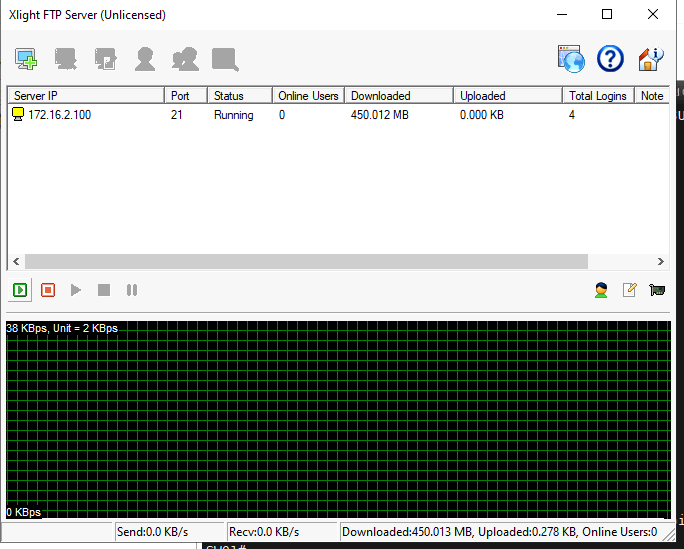 Xlight FTP Server (Unlicensed)
Server IP Port Status Online Users Downloaded Uploaded Total Logins Note
172.16.2.100 21 Running 0 450.012 MB 0.000 KB 4
38 KBps, Unit = 2 KBps
0 KBps
Send:0.0 KB/s Recv:0.0 KB/s Downloaded:450.013 MB, Uploaded:0.278 KB, Online Users:0